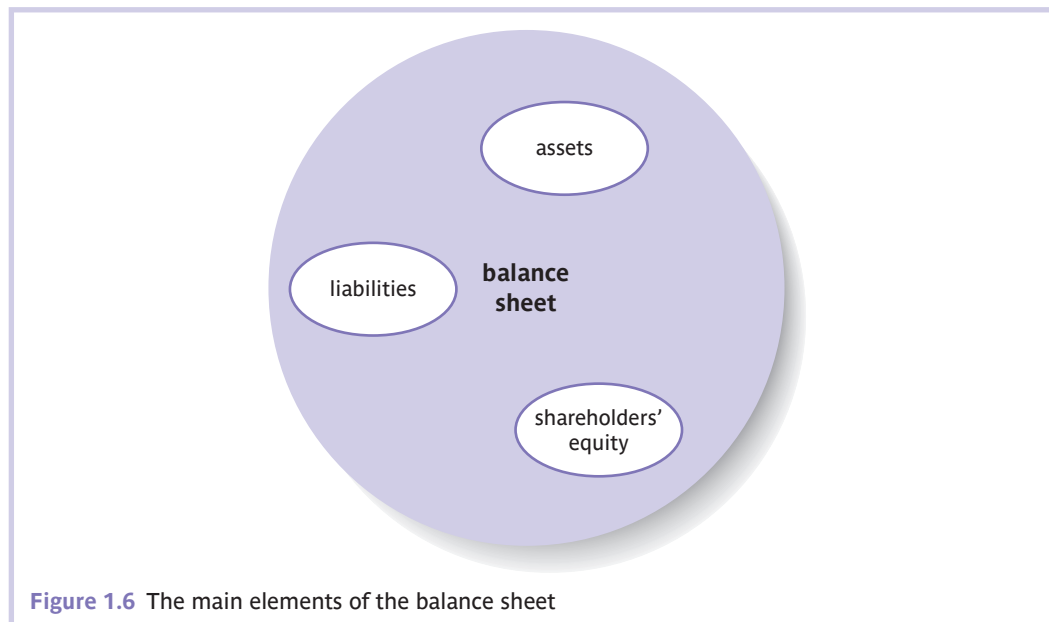 assets
liabilities
balance
sheet
shareholders’
equity
Figure 1.6 The main elements of the balance sheet